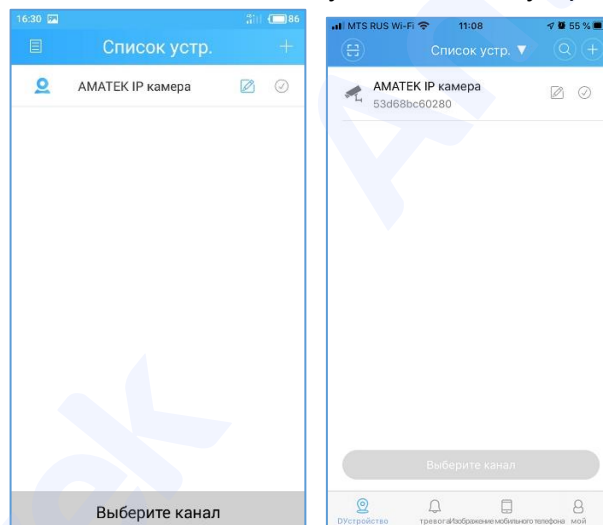 16:30 86
Список устр.
AMATEK IP камера
Выберите канал
MTS RUS Wi-Fi 11:08 55 %
Список устр. ▼
AMATEK IP камера
53d68bc60280
Выберите канал
DУстройство тревога Изображение мобильного телефона мой